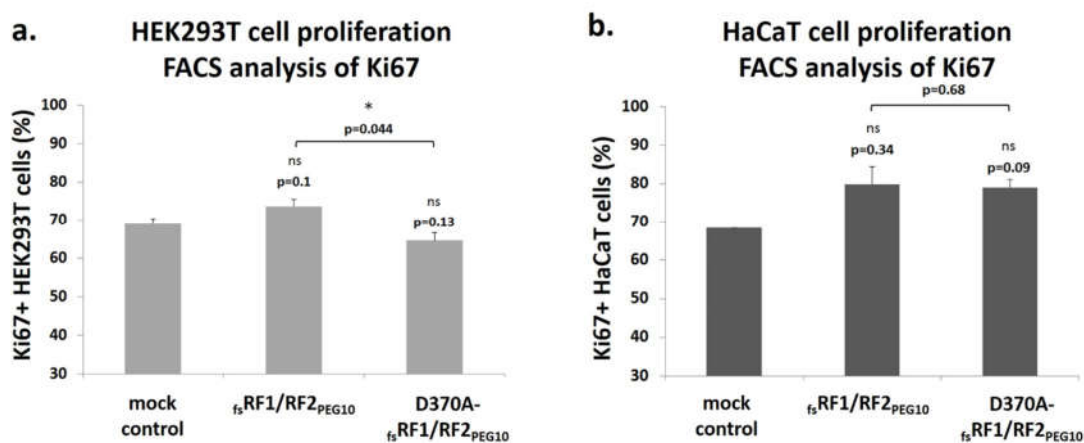 a.
HEK293T cell proliferation
FACS analysis of Ki67
Ki67+ HEK293T cells (%)
100
90
80
70
60
50
40
30
*
p=0.044
ns
p=0.1
ns
p=0.13
mock
control
fsRF1/RF2PEG10
D370A-
fsRF1/RF2PEG10
b.
HaCaT cell proliferation
FACS analysis of Ki67
Ki67+ HaCaT cells (%)
100
90
80
70
60
50
40
30
p=0.68
ns
p=0.34
ns
p=0.09
mock
control
fsRF1/RF2PEG10
D370A-
fsRF1/RF2PEG10